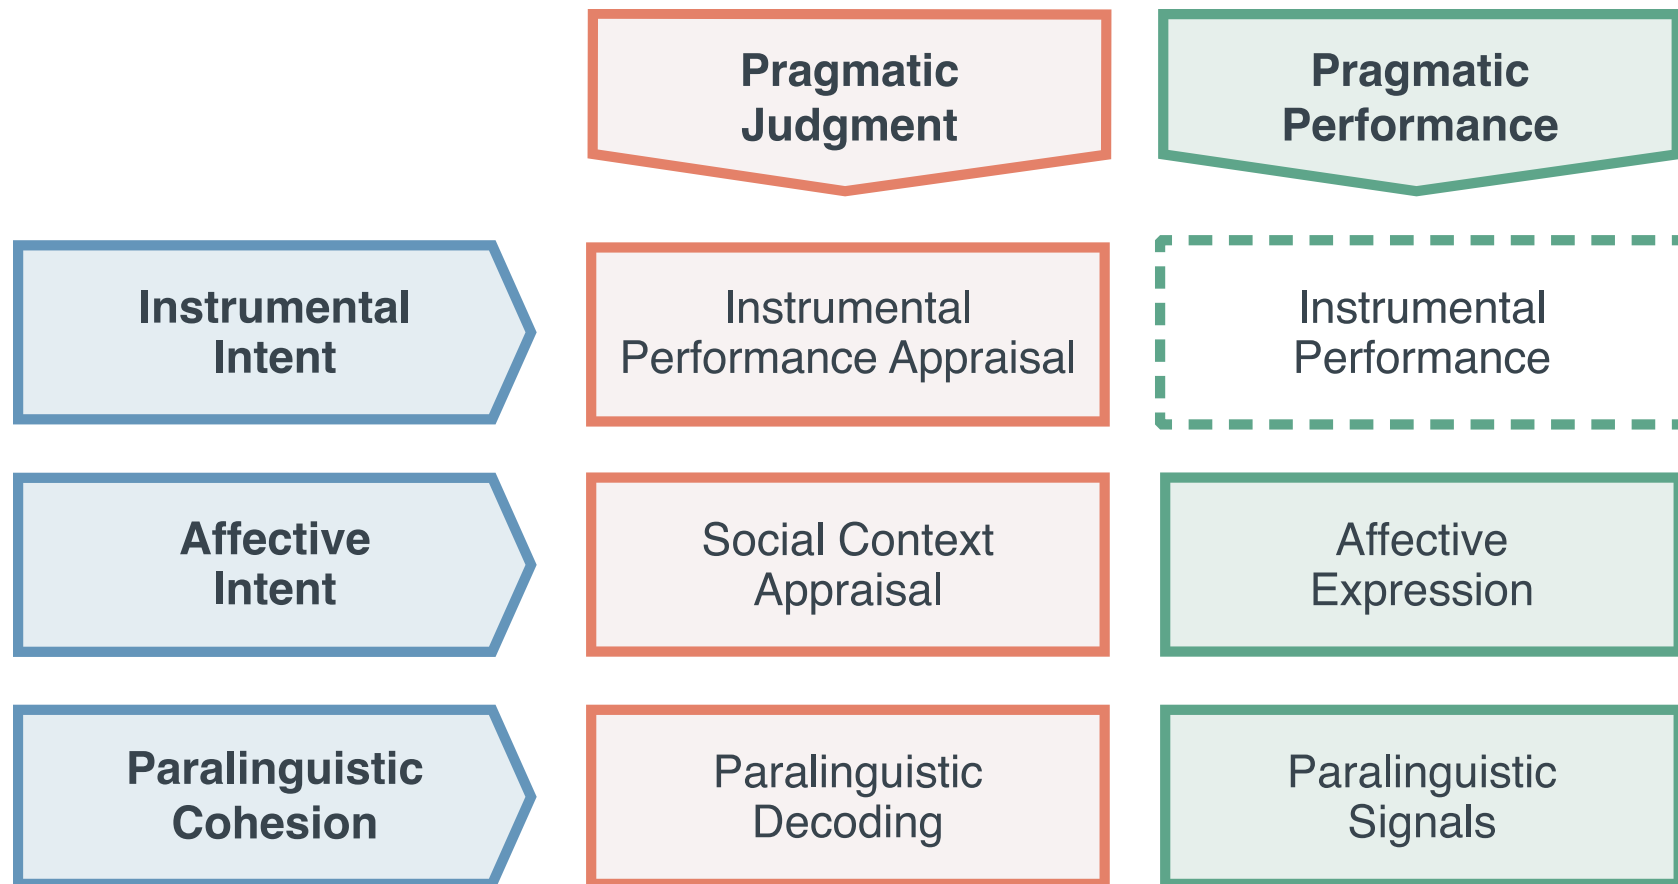 Pragmatic
Judgment
Pragmatic
Performance
Instrumental
Intent
Instrumental
Performance Appraisal
Instrumental
Performance
Affective
Intent
Social Context
Appraisal
Affective
Expression
Paralinguistic
Cohesion
Paralinguistic
Decoding
Paralinguistic
Signals